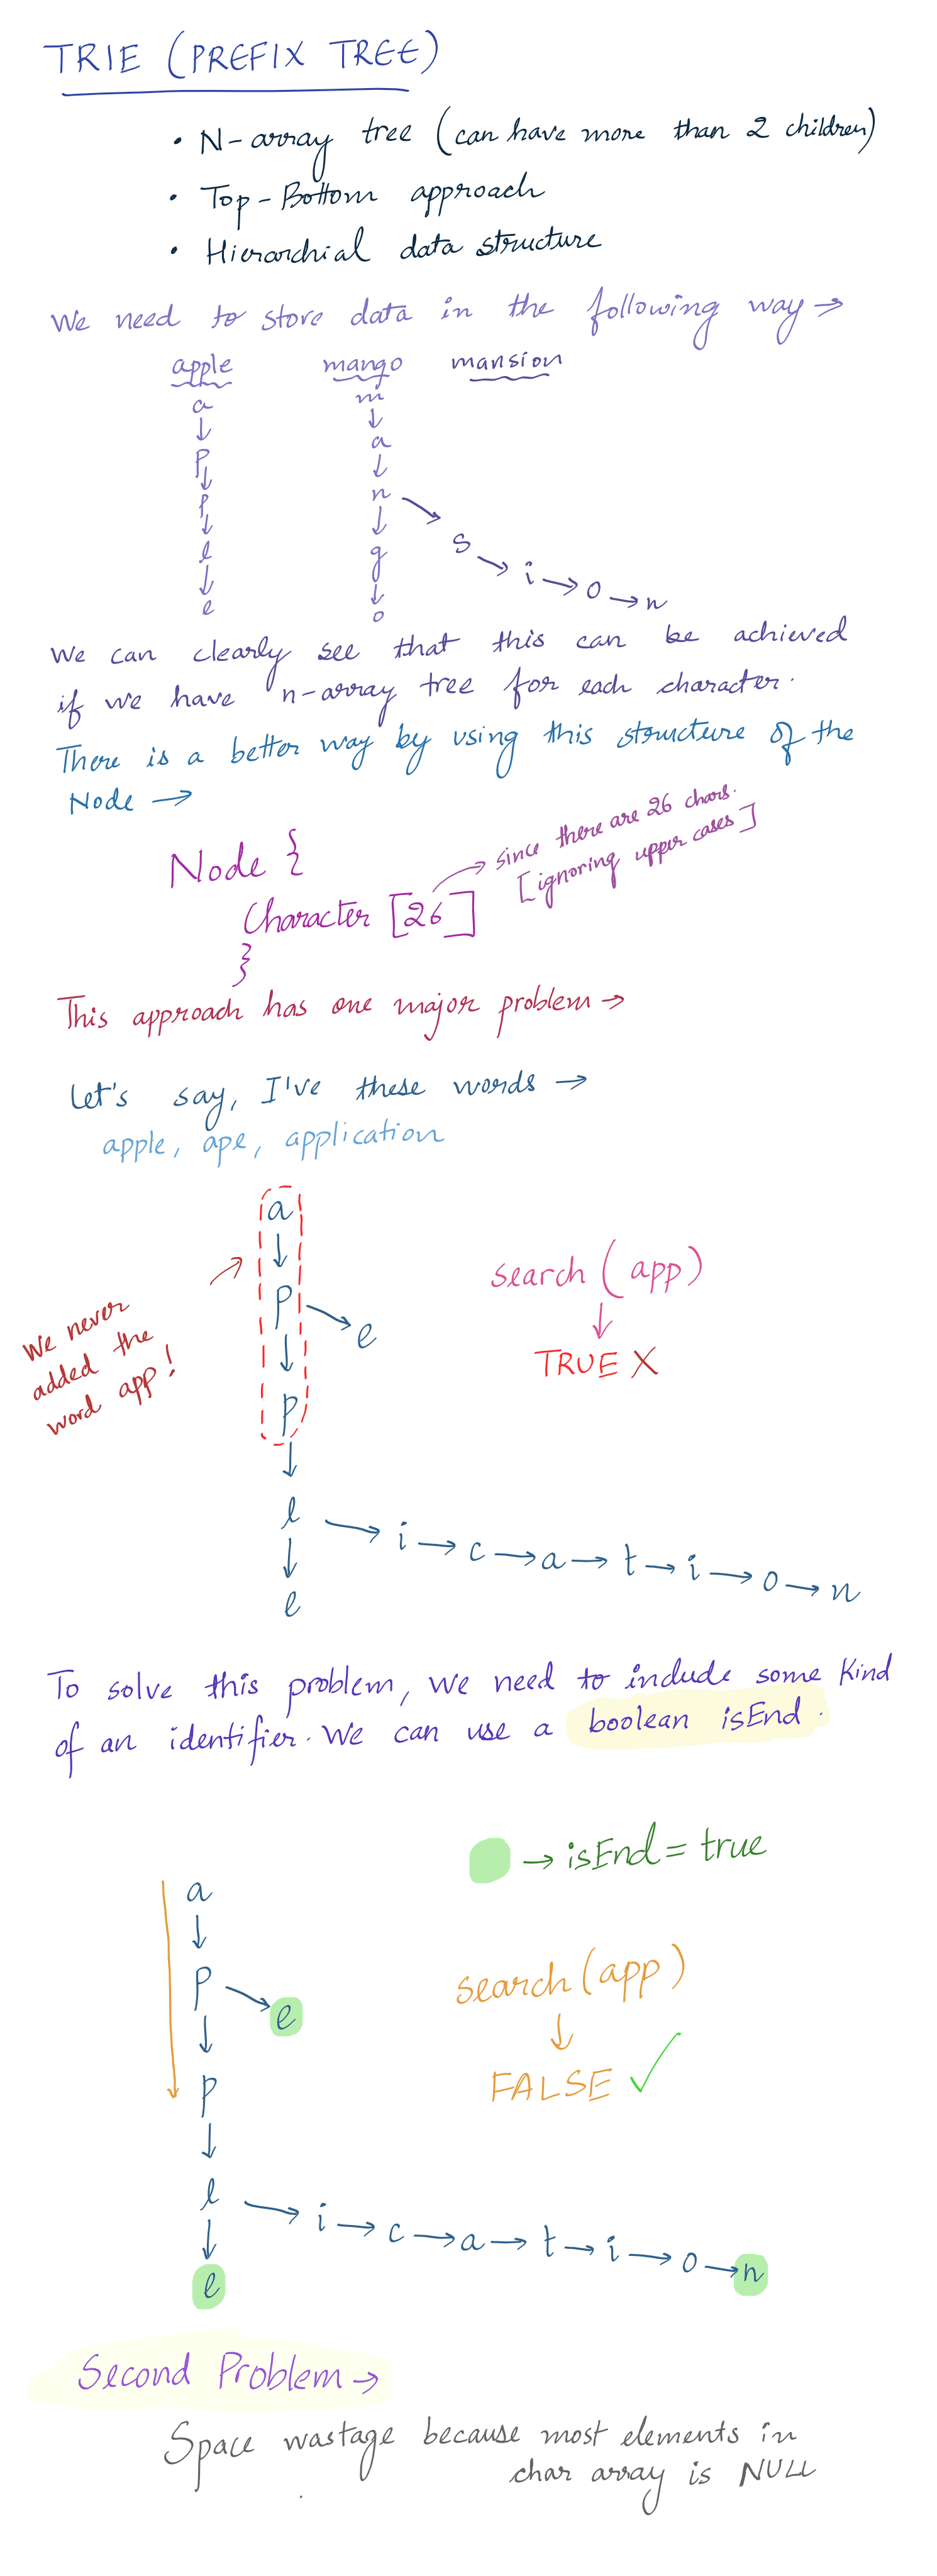 TRIE (PREFIX TREE)
• N-array tree (can have more than 2 children)
• Top-Bottom approach
• Hierarchial data structure
We need to store data in the following way →
apple mango mansion
a m
↓ ↓
p a
↓ ↓
p n → s → i → o → n
↓ ↓
l g
↓ ↓
e o
We can clearly see that this can be achieved
if we have n-array tree for each character.
There is a better way by using this structure of the
Node →
Node {
Character [26] → since there are 26 chars.
[ignoring upper cases]
}
This approach has one major problem →
Let's say, I've these words →
apple, ape, application
a
↓
p → e
↓
p
↓
l → i → c → a → t → i → o → n
↓
e
We never
added the
word app!
search (app)
↓
TRUE X
To solve this problem, we need to include some kind
of an identifier. We can use a boolean isEnd.
→ isEnd = true
a
↓
p → e
↓
p
↓
l → i → c → a → t → i → o → n
↓
e
search (app)
↓
FALSE ✓
Second Problem →
Space wastage because most elements in
char array is NULL